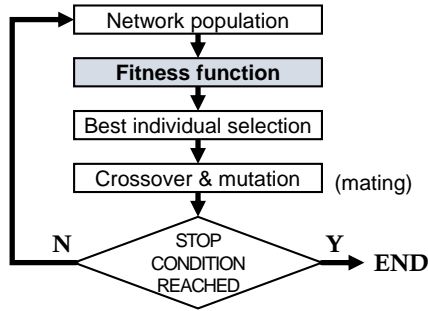 Network population
Fitness function
Best individual selection
Crossover & mutation (mating)
N
STOP
CONDITION
REACHED
Y
END